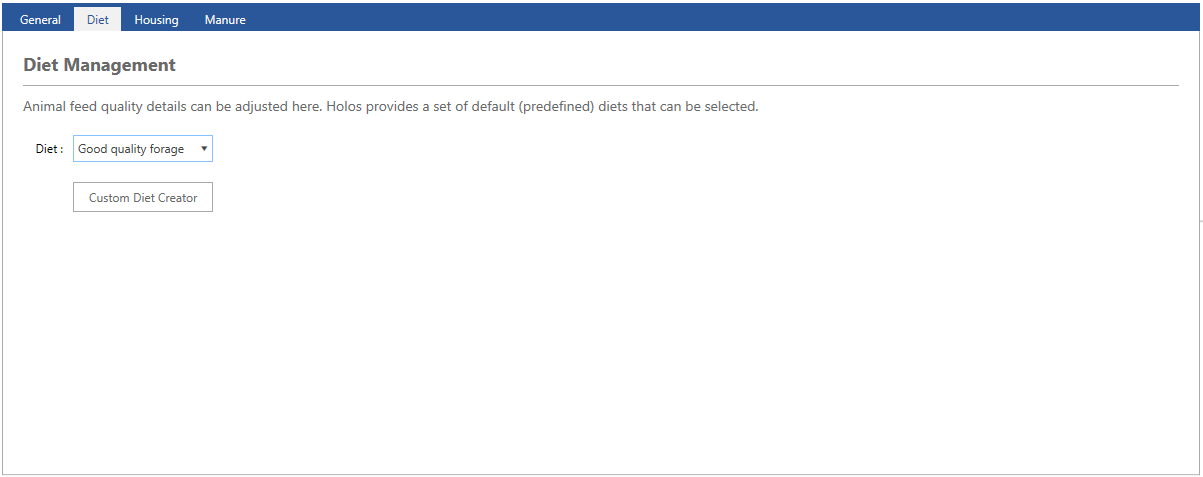 General Diet Housing Manure
Diet Management
Animal feed quality details can be adjusted here. Holos provides a set of default (predefined) diets that can be selected.
Diet : Good quality forage
Custom Diet Creator